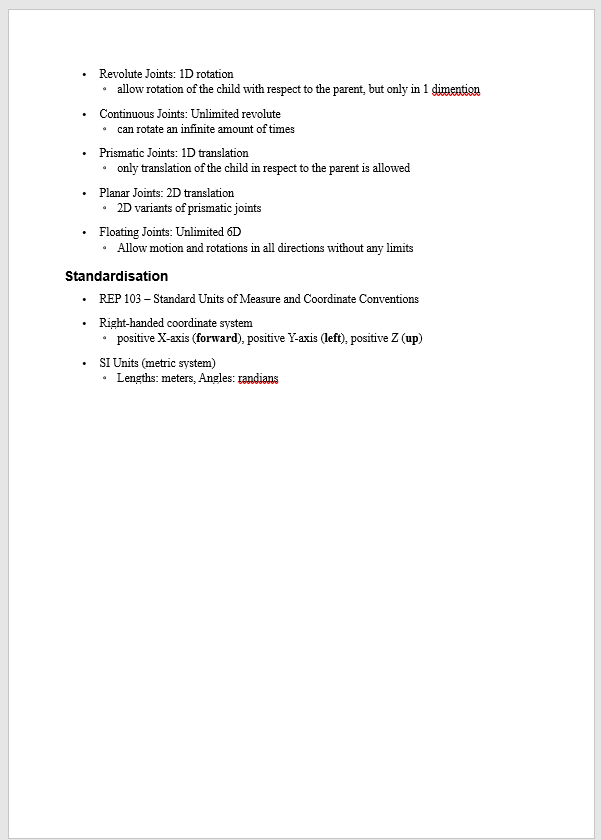 • Revolute Joints: 1D rotation
◦ allow rotation of the child with respect to the parent, but only in 1 dimention
• Continuous Joints: Unlimited revolute
◦ can rotate an infinite amount of times
• Prismatic Joints: 1D translation
◦ only translation of the child in respect to the parent is allowed
• Planar Joints: 2D translation
◦ 2D variants of prismatic joints
• Floating Joints: Unlimited 6D
◦ Allow motion and rotations in all directions without any limits
Standardisation
• REP 103 – Standard Units of Measure and Coordinate Conventions
• Right-handed coordinate system
◦ positive X-axis (forward), positive Y-axis (left), positive Z (up)
• SI Units (metric system)
◦ Lengths: meters, Angles: randians